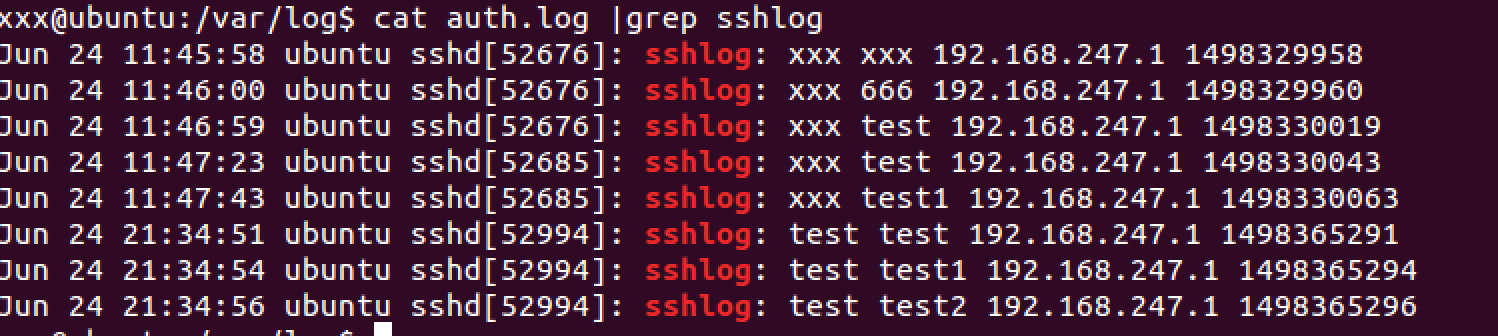 xxx@ubuntu:/var/log$ cat auth.log |grep sshlog
Jun 24 11:45:58 ubuntu sshd[52676]: sshlog: xxx xxx 192.168.247.1 1498329958
Jun 24 11:46:00 ubuntu sshd[52676]: sshlog: xxx 666 192.168.247.1 1498329960
Jun 24 11:46:59 ubuntu sshd[52676]: sshlog: xxx test 192.168.247.1 1498330019
Jun 24 11:47:23 ubuntu sshd[52685]: sshlog: xxx test 192.168.247.1 1498330043
Jun 24 11:47:43 ubuntu sshd[52685]: sshlog: xxx test1 192.168.247.1 1498330063
Jun 24 21:34:51 ubuntu sshd[52994]: sshlog: test test 192.168.247.1 1498365291
Jun 24 21:34:54 ubuntu sshd[52994]: sshlog: test test1 192.168.247.1 1498365294
Jun 24 21:34:56 ubuntu sshd[52994]: sshlog: test test2 192.168.247.1 1498365296